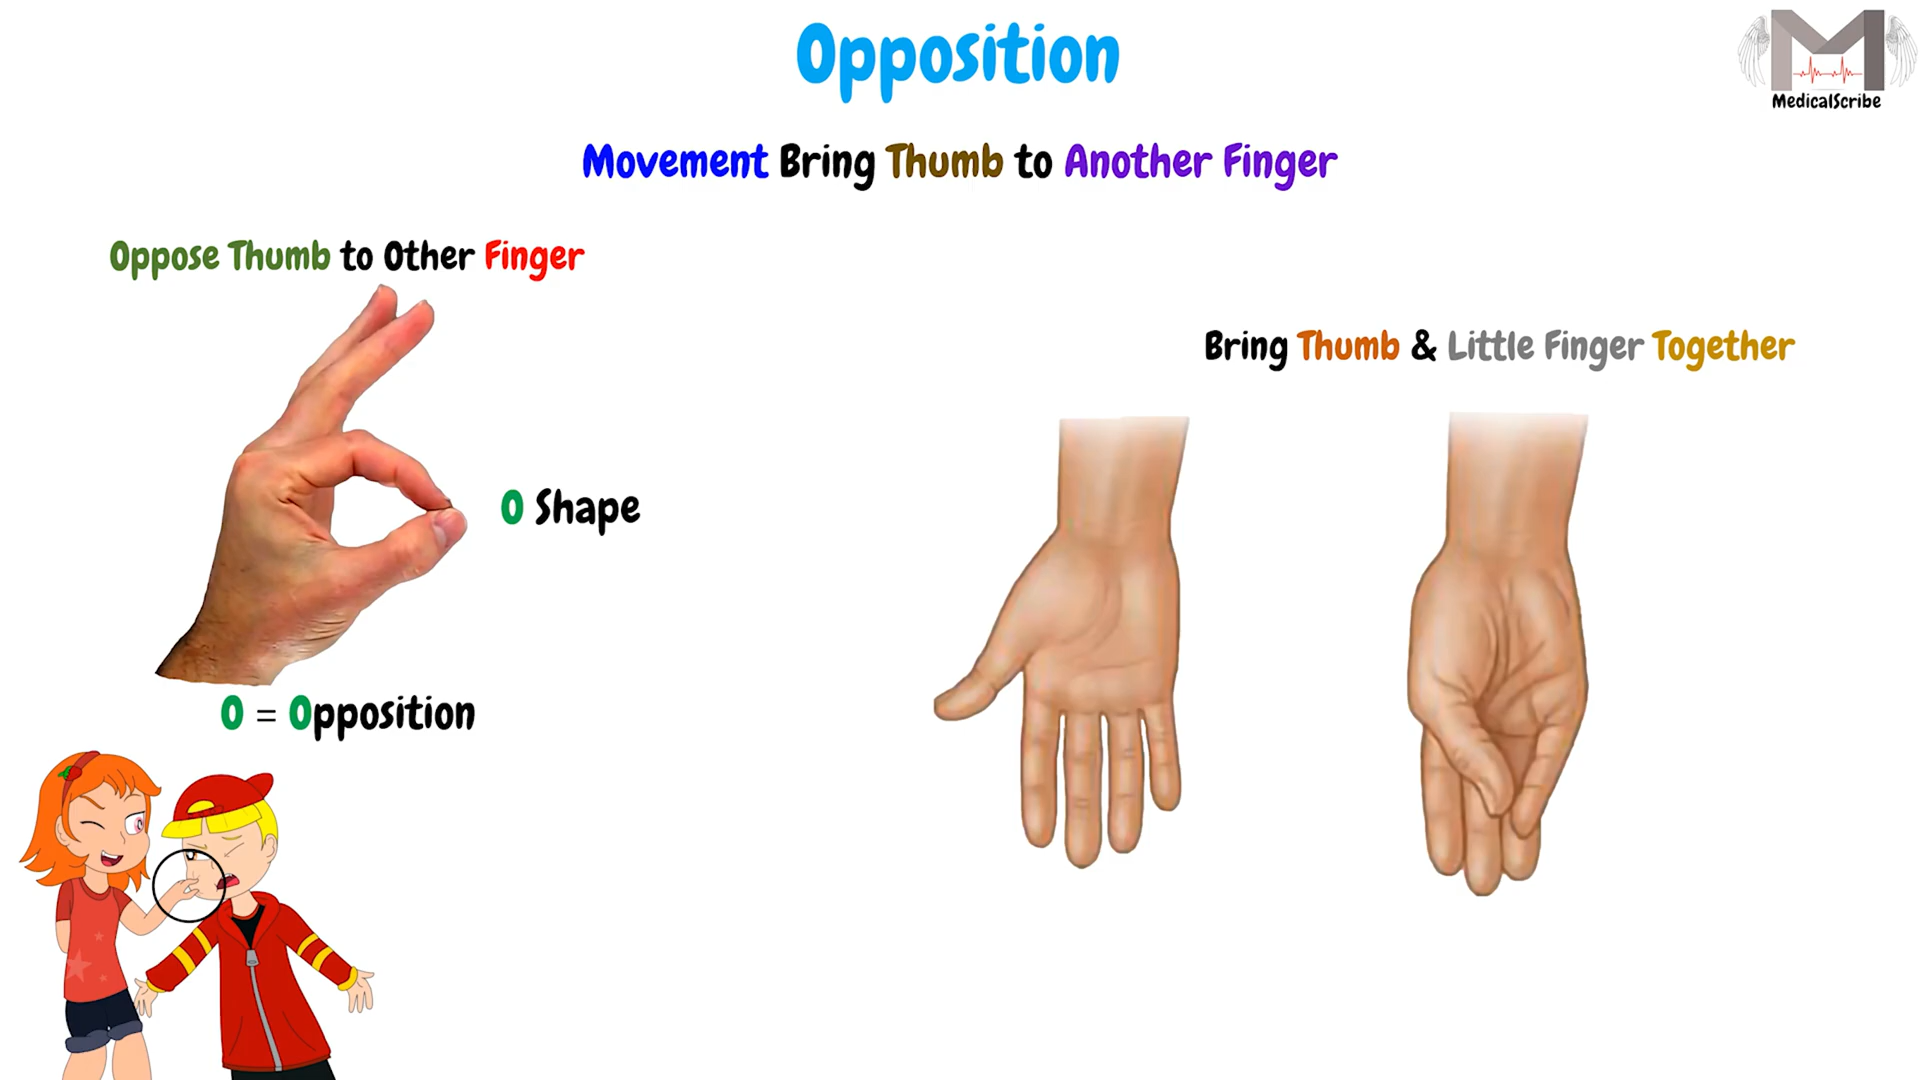 Opposition
MedicalScribe
Movement Bring Thumb to Another Finger
Oppose Thumb to Other Finger
Bring Thumb & Little Finger Together
O Shape
O = Opposition